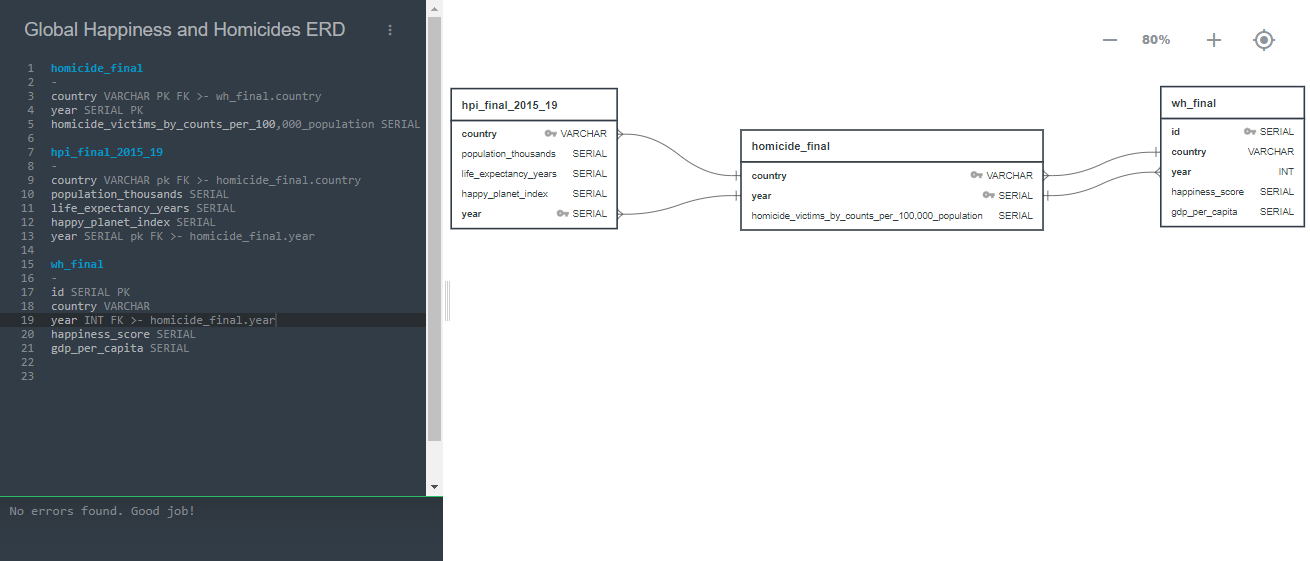 Global Happiness and Homicides ERD
1 homicide_final
2 -
3 country VARCHAR PK FK >- wh_final.country
4 year SERIAL PK
5 homicide_victims_by_counts_per_100,000_population SERIAL
6
7 hpi_final_2015_19
8 -
9 country VARCHAR pk FK >- homicide_final.country
10 population_thousands SERIAL
11 life_expectancy_years SERIAL
12 happy_planet_index SERIAL
13 year SERIAL pk FK >- homicide_final.year
14
15 wh_final
16 -
17 id SERIAL PK
18 country VARCHAR
19 year INT FK >- homicide_final.year
20 happiness_score SERIAL
21 gdp_per_capita SERIAL
22
23
No errors found. Good job!
80%
hpi_final_2015_19
country VARCHAR
population_thousands SERIAL
life_expectancy_years SERIAL
happy_planet_index SERIAL
year SERIAL
homicide_final
country VARCHAR
year SERIAL
homicide_victims_by_counts_per_100,000_population SERIAL
wh_final
id SERIAL
country VARCHAR
year INT
happiness_score SERIAL
gdp_per_capita SERIAL